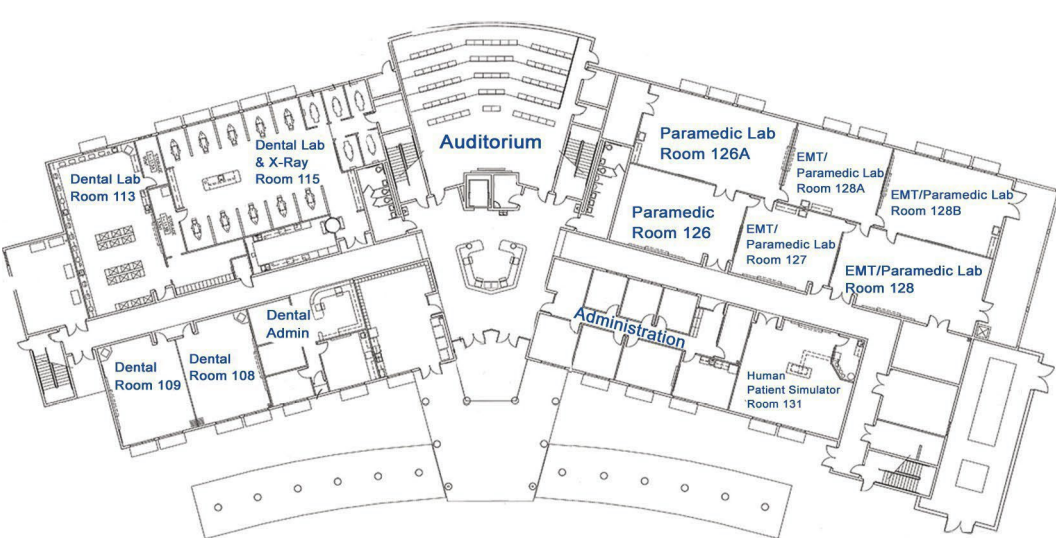 Auditorium
Dental Lab
Room 113
Dental Lab
& X-Ray
Room 115
Paramedic Lab
Room 126A
EMT/
Paramedic Lab
Room 128A
EMT/Paramedic Lab
Room 128B
Paramedic
Room 126
EMT/
Paramedic Lab
Room 127
EMT/Paramedic Lab
Room 128
Dental
Admin
Dental
Room 109
Dental
Room 108
Administration
Human
Patient Simulator
Room 131